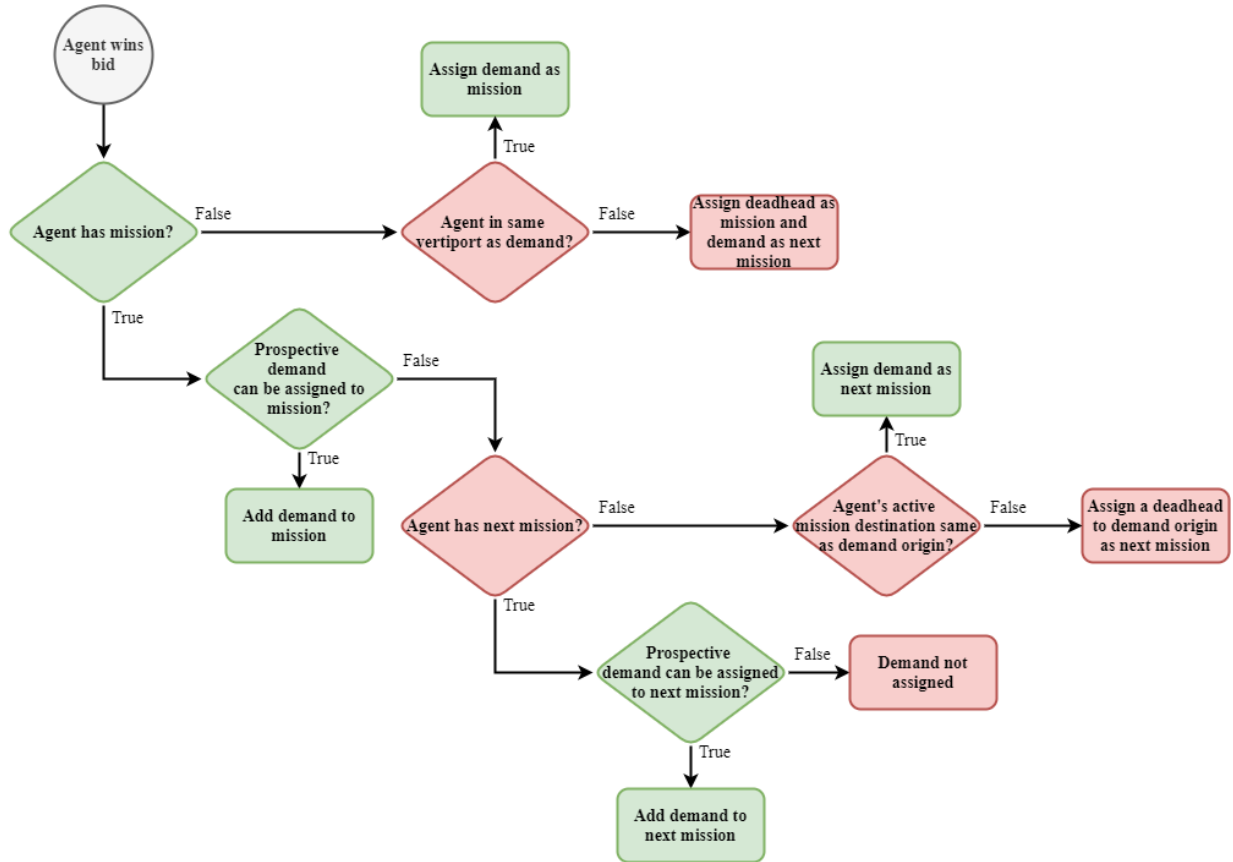 Agent wins
bid
Assign demand as
mission
True
Agent has mission?
False
Agent in same
vertiport as demand?
False
Assign deadhead as
mission and
demand as next
mission
True
Prospective
demand
can be assigned to
mission?
False
Assign demand as
next mission
True
True
Add demand to
mission
Agent has next mission?
False
Agent's active
mission destination same
as demand origin?
False
Assign a deadhead
to demand origin
as next mission
True
Prospective
demand can be assigned
to next mission?
False
Demand not
assigned
True
Add demand to
next mission